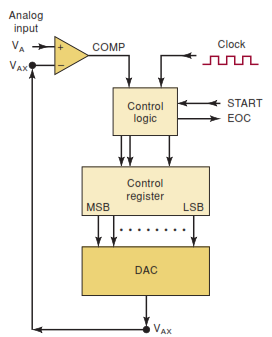 Analog
input
VA
+
COMP
Clock
VAX
−
Control
logic
START
EOC
Control
register
MSB
LSB
DAC
VAX